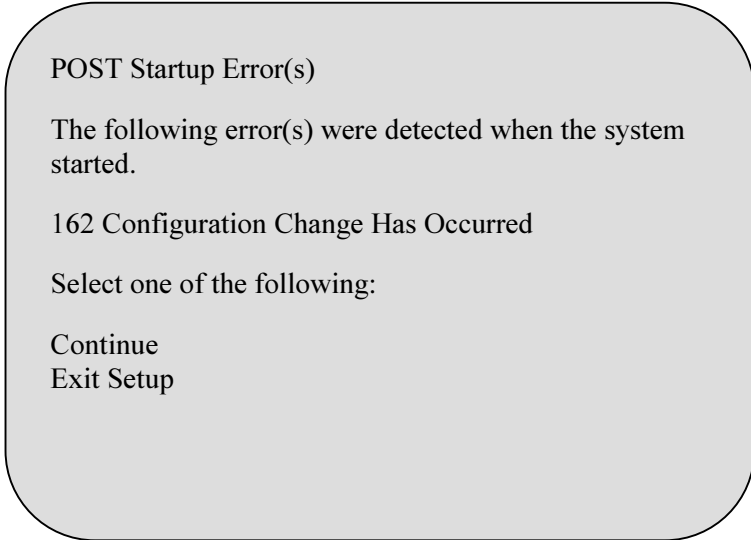 POST Startup Error(s)
The following error(s) were detected when the system
started.
162 Configuration Change Has Occurred
Select one of the following:
Continue
Exit Setup